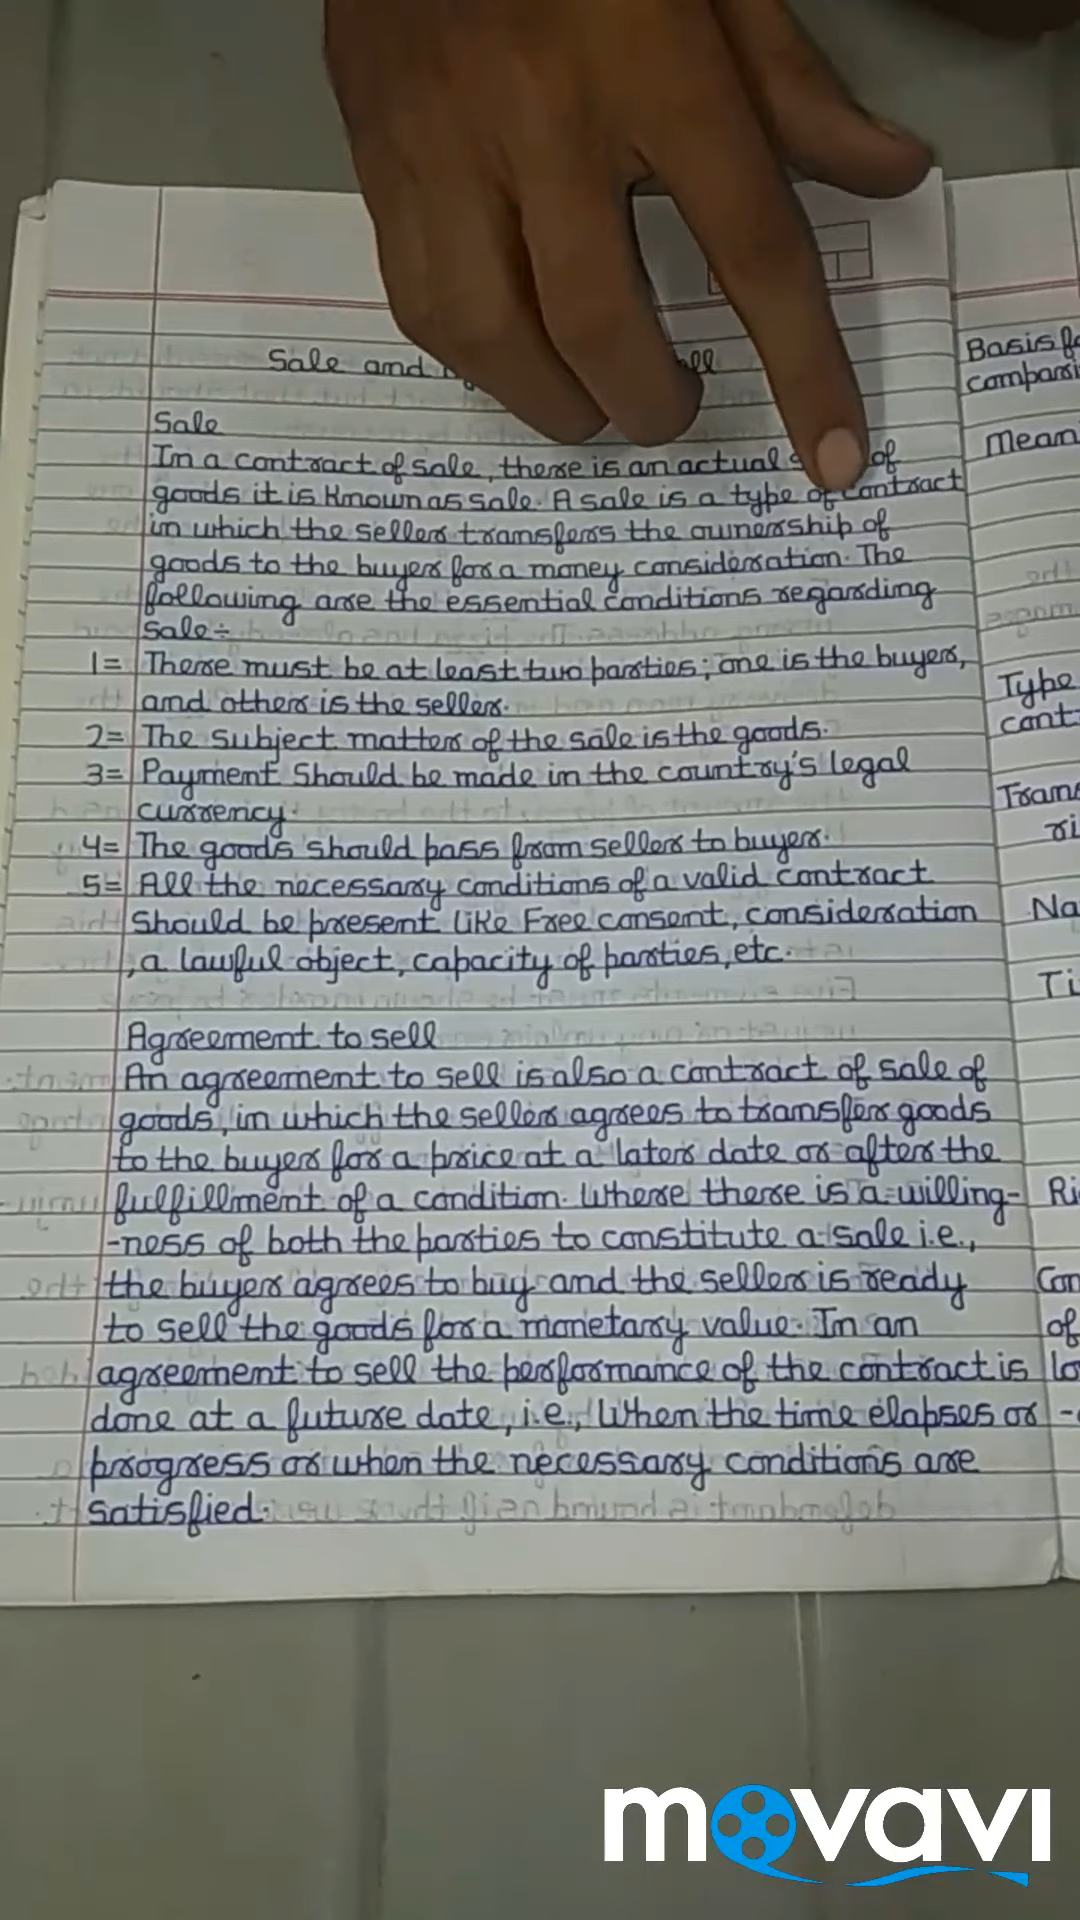 Sale and
Sale
In a contract of sale, there is an actual of
goods it is Known as sale. A sale is a type of contract
in which the seller transfers the ownership of
goods to the buyer for a money consideration. The
following are the essential conditions regarding
sale÷
1= There must be at least two parties; one is the buyer,
and other is the seller.
2= The subject matter of the sale is the goods.
3= Payment should be made in the country's legal
currency.
4= The goods should pass from seller to buyer.
5= All the necessary conditions of a valid contract
should be present like Free consent, consideration
, a lawful object, capacity of parties, etc.
Agreement to sell
An agreement to sell is also a contract of sale of
goods, in which the seller agrees to transfer goods
to the buyer for a price at a later date or after the
fulfillment of a condition. Where there is a willing-
-ness of both the parties to constitute a sale i.e.,
the buyer agrees to buy and the seller is ready
to sell the goods for a monetary value. In an
agreement to sell the performance of the contract is
done at a future date, i.e., When the time elapses or
progress or when the necessary conditions are
satisfied.
Basis
Type
of
movavi